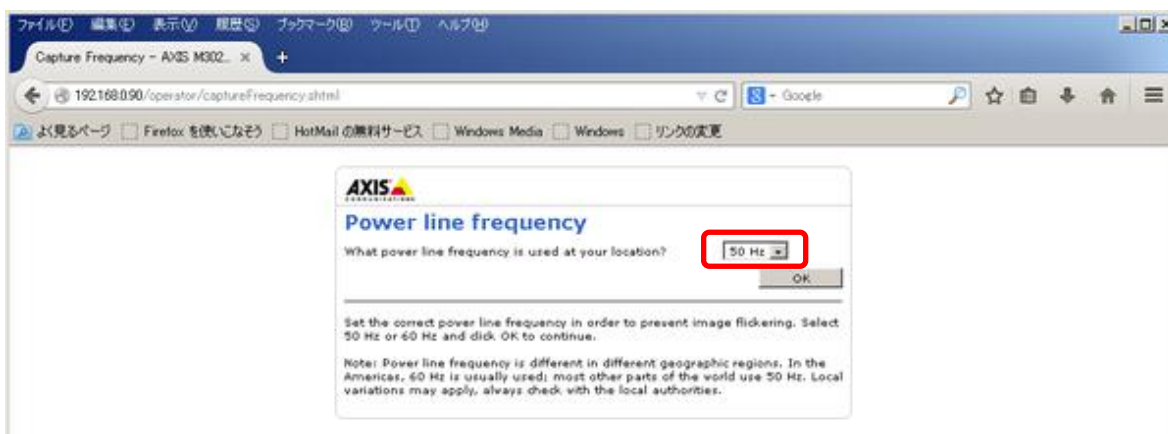 ファイル(F) 編集(E) 表示(V) 履歴(S) ブックマーク(B) ツール(T) ヘルプ(H)
Capture Frequency - AXIS M302... × +
192.168.0.90/operator/captureFrequency.shtml Google
よく見るページ Firefox を使いこなそう HotMail の無料サービス Windows Media Windows リンクの変更
AXIS
COMMUNICATIONS
Power line frequency
What power line frequency is used at your location? 50 Hz
OK
Set the correct power line frequency in order to prevent image flickering. Select
50 Hz or 60 Hz and click OK to continue.
Note: Power line frequency is different in different geographic regions. In the
Americas, 60 Hz is usually used; most other parts of the world use 50 Hz. Local
variations may apply, always check with the local authorities.